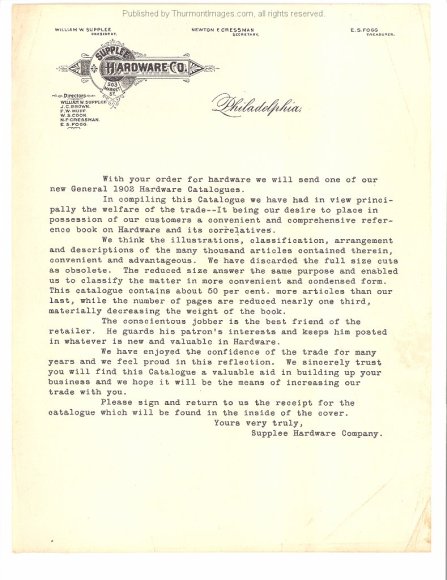 Published by ThurmontImages.com, all rights reserved.
WILLIAM W. SUPPLEE
PRESIDENT.
NEWTON F. CRESSMAN
SECRETARY.
E. S. FOGG
TREASURER.
SUPPLEE
HARDWARE CO.
503
MARKET
ST.
Directors
WILLIAM W. SUPPLEE
J. C. BROWN.
F. W. MUFF.
W. S. COOK
N. F. CRESSMAN.
E. S. FOGG
Philadelphia,
With your order for hardware we will send one of our
new General 1902 Hardware Catalogues.
In compiling this Catalogue we have had in view princi-
pally the welfare of the trade--It being our desire to place in
possession of our customers a convenient and comprehensive refer-
ence book on Hardware and its correlatives.
We think the illustrations, classification, arrangement
and descriptions of the many thousand articles contained therein,
convenient and advantageous. We have discarded the full size cuts
as obsolete. The reduced size answer the same purpose and enabled
us to classify the matter in more convenient and condensed form.
This catalogue contains about 50 per cent. more articles than our
last, while the number of pages are reduced nearly one third,
materially decreasing the weight of the book.
The conscientous jobber is the best friend of the
retailer. He guards his patron's interests and keeps him posted
in whatever is new and valuable in Hardware.
We have enjoyed the confidence of the trade for many
years and we feel proud in this reflection. We sincerely trust
you will find this Catalogue a valuable aid in building up your
business and we hope it will be the means of increasing our
trade with you.
Please sign and return to us the receipt for the
catalogue which will be found in the inside of the cover.
Yours very truly,
Supplee Hardware Company.